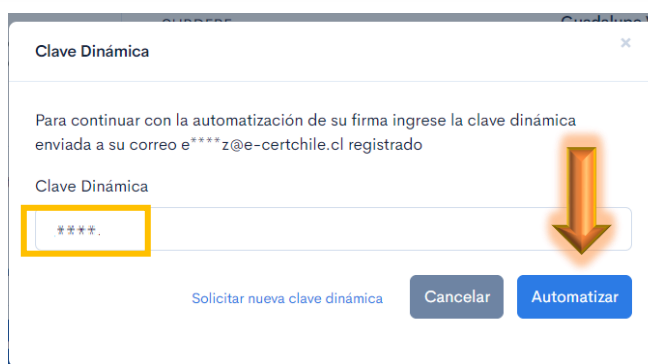 Clave Dinámica
×
Para continuar con la automatización de su firma ingrese la clave dinámica
enviada a su correo e****z@e-certchile.cl registrado
Clave Dinámica
****.
Solicitar nueva clave dinámica Cancelar Automatizar